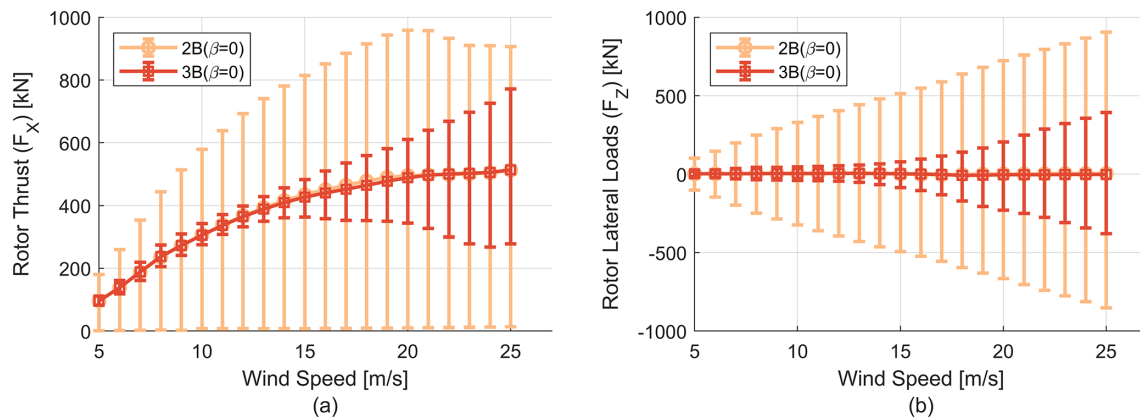 1000
800
600
400
200
0
Rotor Thrust (F_X) [kN]
2B(β=0)
3B(β=0)
5
10
15
20
25
Wind Speed [m/s]
(a)
1000
500
0
-500
-1000
Rotor Lateral Loads (F_Z) [kN]
2B(β=0)
3B(β=0)
5
10
15
20
25
Wind Speed [m/s]
(b)